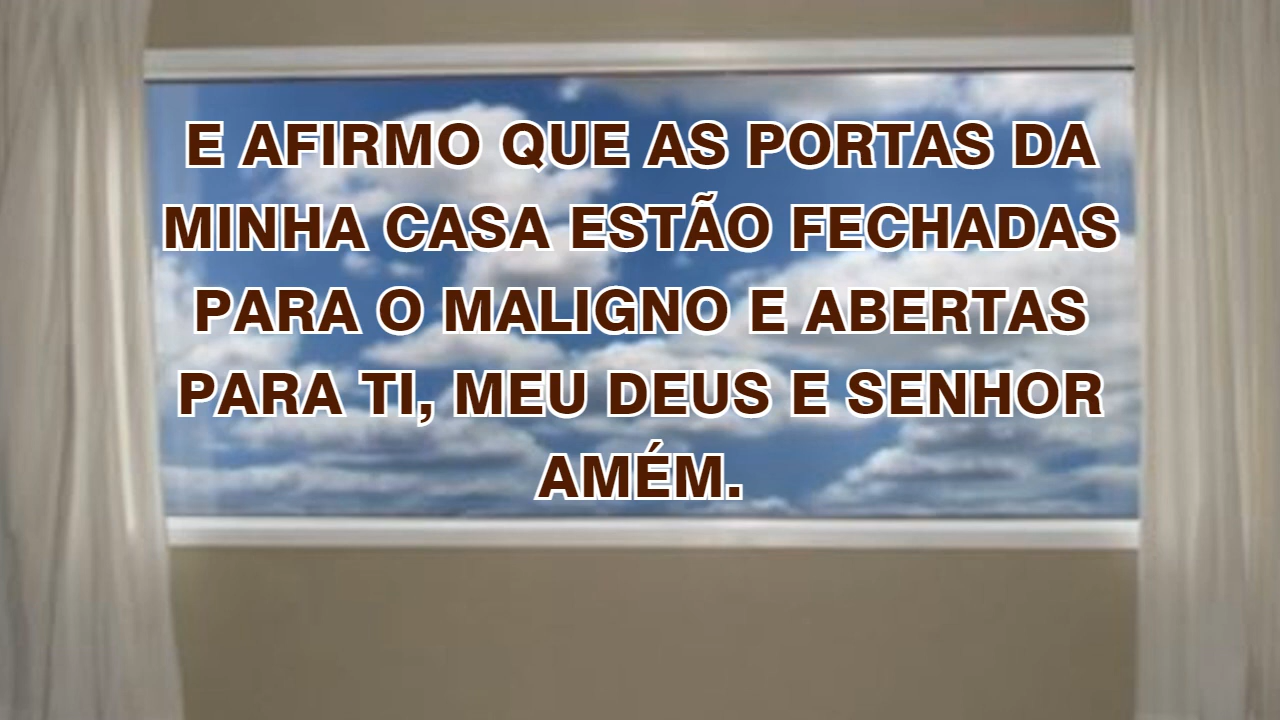 E AFIRMO QUE AS PORTAS DA
MINHA CASA ESTÃO FECHADAS
PARA O MALIGNO E ABERTAS
PARA TI, MEU DEUS E SENHOR
AMÉM.